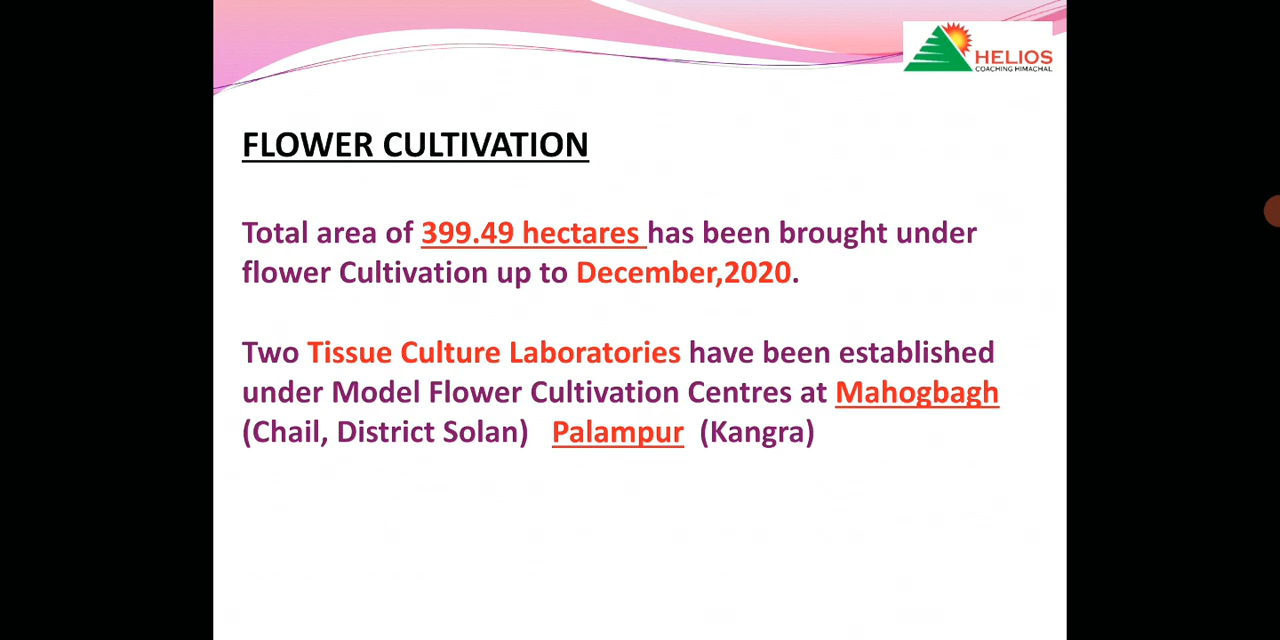 HELIOS
COACHING HIMACHAL
FLOWER CULTIVATION
Total area of 399.49 hectares has been brought under
flower Cultivation up to December,2020.
Two Tissue Culture Laboratories have been established
under Model Flower Cultivation Centres at Mahogbagh
(Chail, District Solan) Palampur (Kangra)